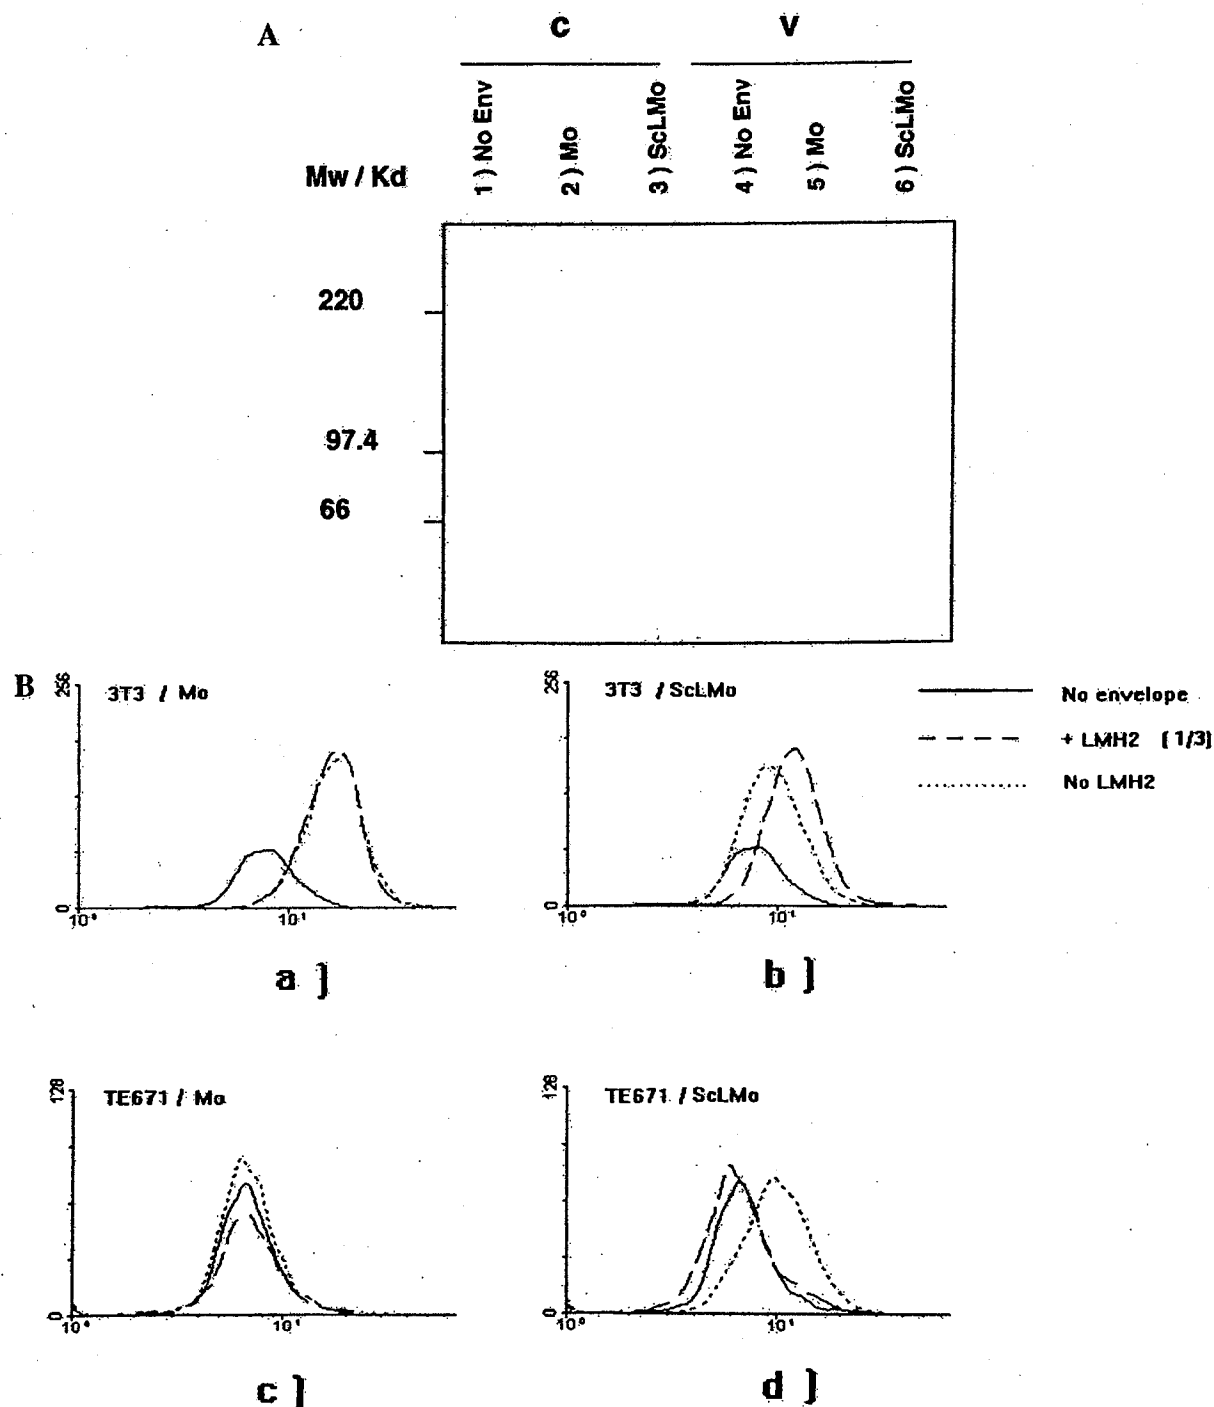 A
C
V
Mw / Kd
1 ) No Env
2 ) Mo
3 ) ScLMo
4 ) No Env
5 ) Mo
6 ) ScLMo
220
97.4
66
B
256
3T3 / Mo
0
10⁰
10¹
a ]
256
3T3 / ScLMo
0
10⁰
10¹
b ]
No envelope
+ LMH2 [ 1/3]
No LMH2
128
TE671 / Mo
0
10⁰
10¹
c ]
128
TE671 / ScLMo
0
10⁰
10¹
d ]